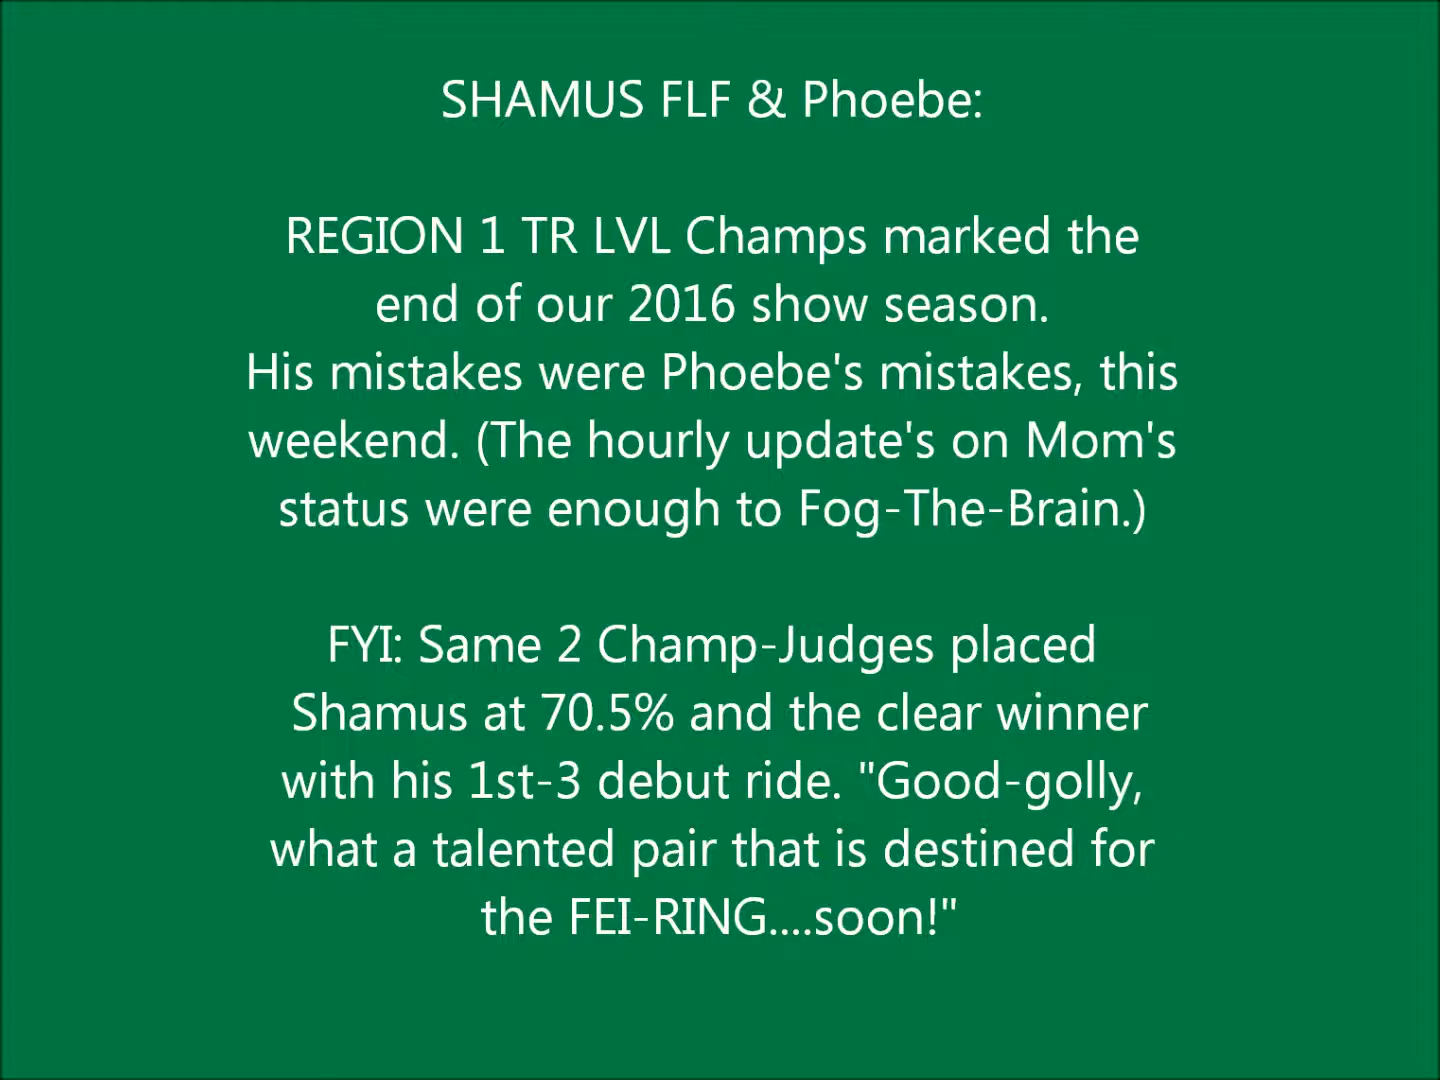 SHAMUS FLF & Phoebe:
REGION 1 TR LVL Champs marked the
end of our 2016 show season.
His mistakes were Phoebe's mistakes, this
weekend. (The hourly update's on Mom's
status were enough to Fog-The-Brain.)
FYI: Same 2 Champ-Judges placed
Shamus at 70.5% and the clear winner
with his 1st-3 debut ride. "Good-golly,
what a talented pair that is destined for
the FEI-RING....soon!"